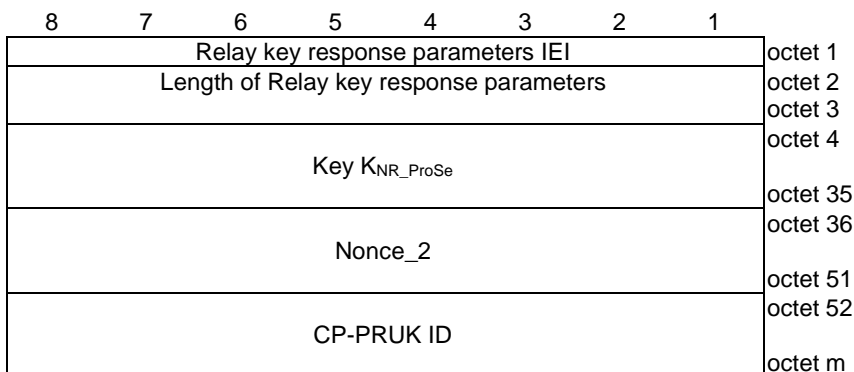 8 7 6 5 4 3 2 1
Relay key response parameters IEI octet 1
Length of Relay key response parameters octet 2
octet 3
octet 4
Key K_NR_ProSe
octet 35
octet 36
Nonce_2
octet 51
octet 52
CP-PRUK ID
octet m